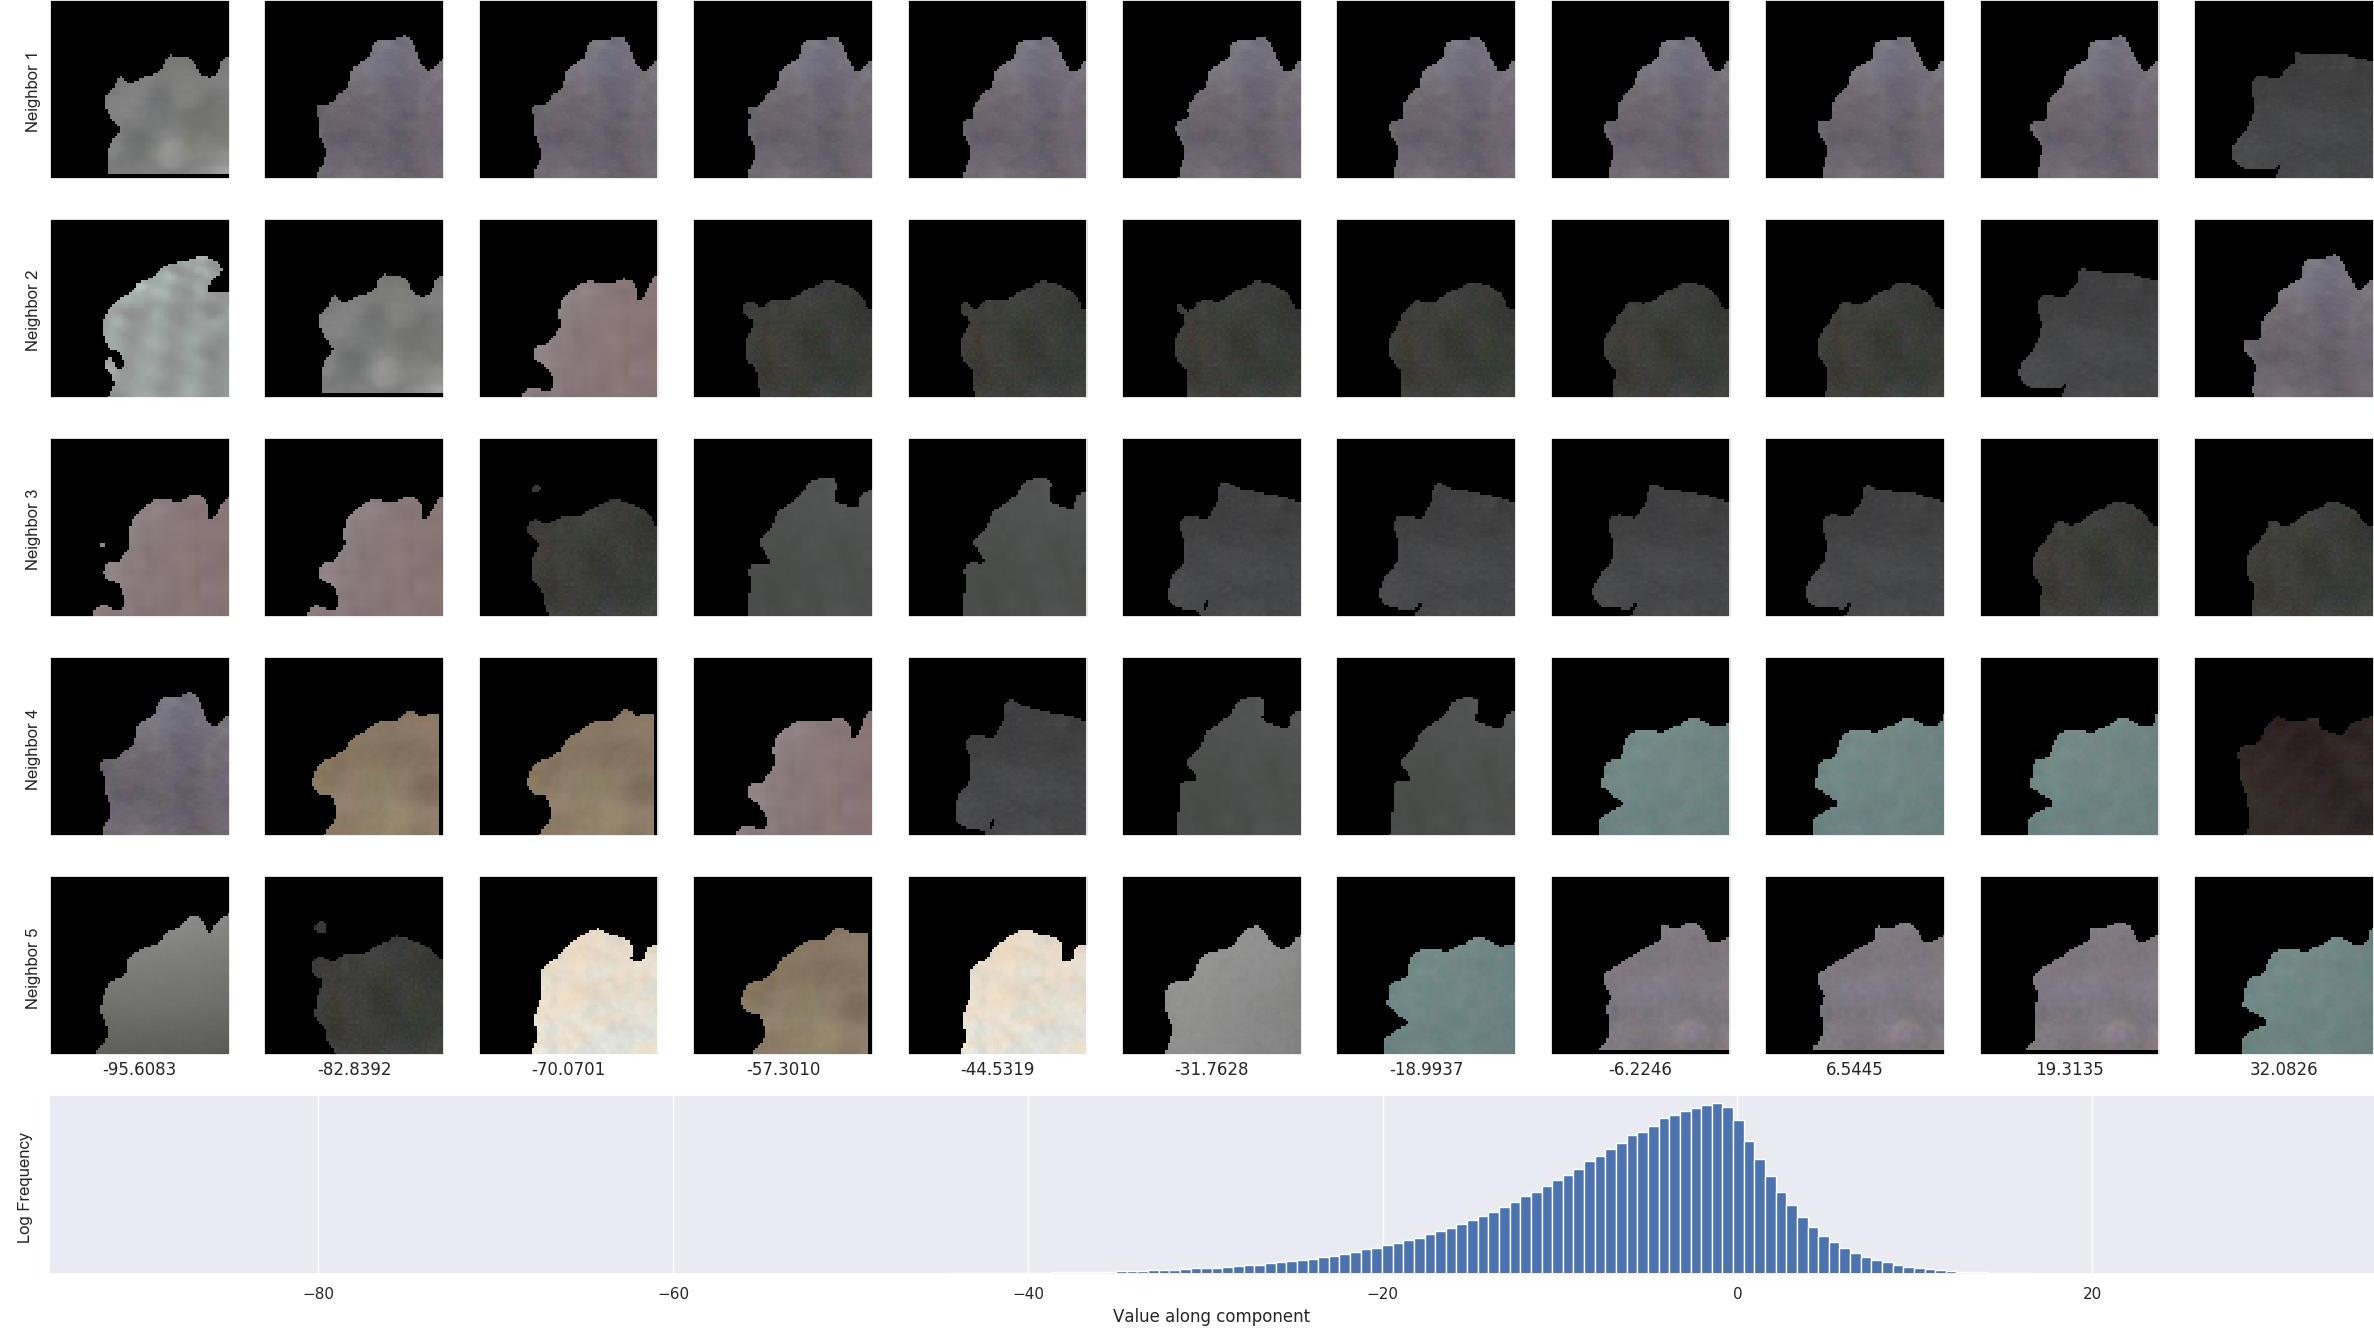 Neighbor 1
Neighbor 2
Neighbor 3
Neighbor 4
Neighbor 5
-95.6083 -82.8392 -70.0701 -57.3010 -44.5319 -31.7628 -18.9937 -6.2246 6.5445 19.3135 32.0826
Log Frequency
−80 −60 −40 −20 0 20
Value along component